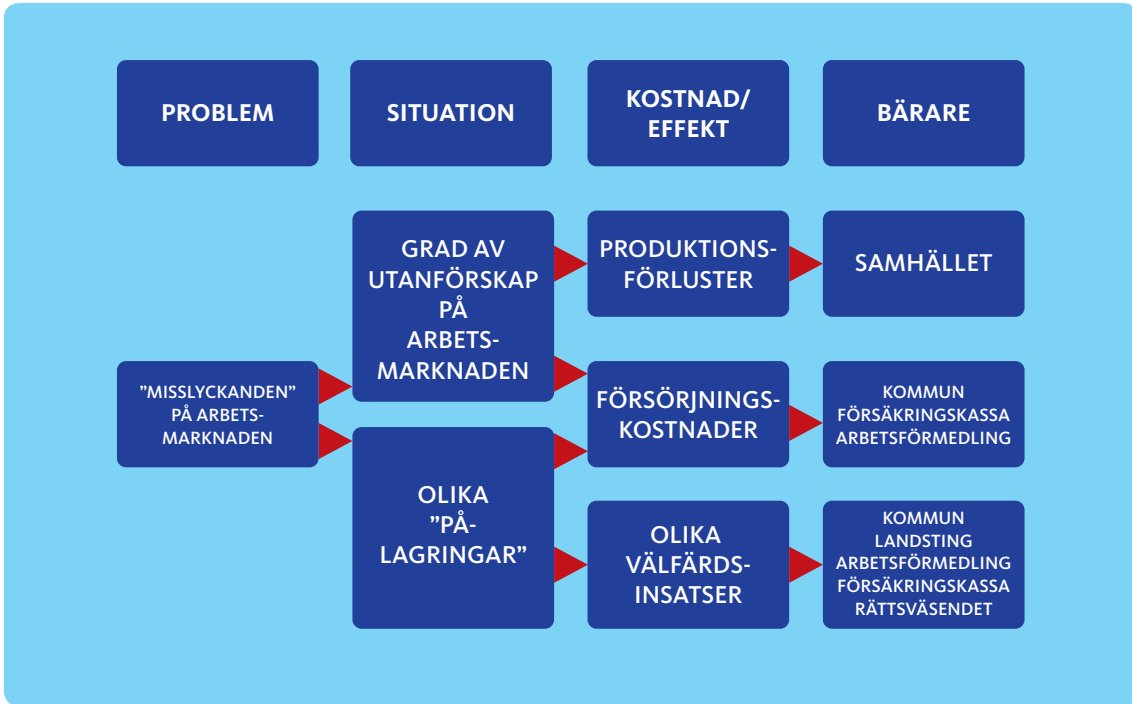 PROBLEM
SITUATION
KOSTNAD/
EFFEKT
BÄRARE
”MISSLYCKANDEN”
PÅ ARBETS-
MARKNADEN
GRAD AV
UTANFÖRSKAP
PÅ
ARBETS-
MARKNADEN
OLIKA
”PÅ-
LAGRINGAR”
PRODUKTIONS-
FÖRLUSTER
FÖRSÖRJNINGS-
KOSTNADER
OLIKA
VÄLFÄRDS-
INSATSER
SAMHÄLLET
KOMMUN
FÖRSÄKRINGSKASSA
ARBETSFÖRMEDLING
KOMMUN
LANDSTING
ARBETSFÖRMEDLING
FÖRSÄKRINGSKASSA
RÄTTSVÄSENDET